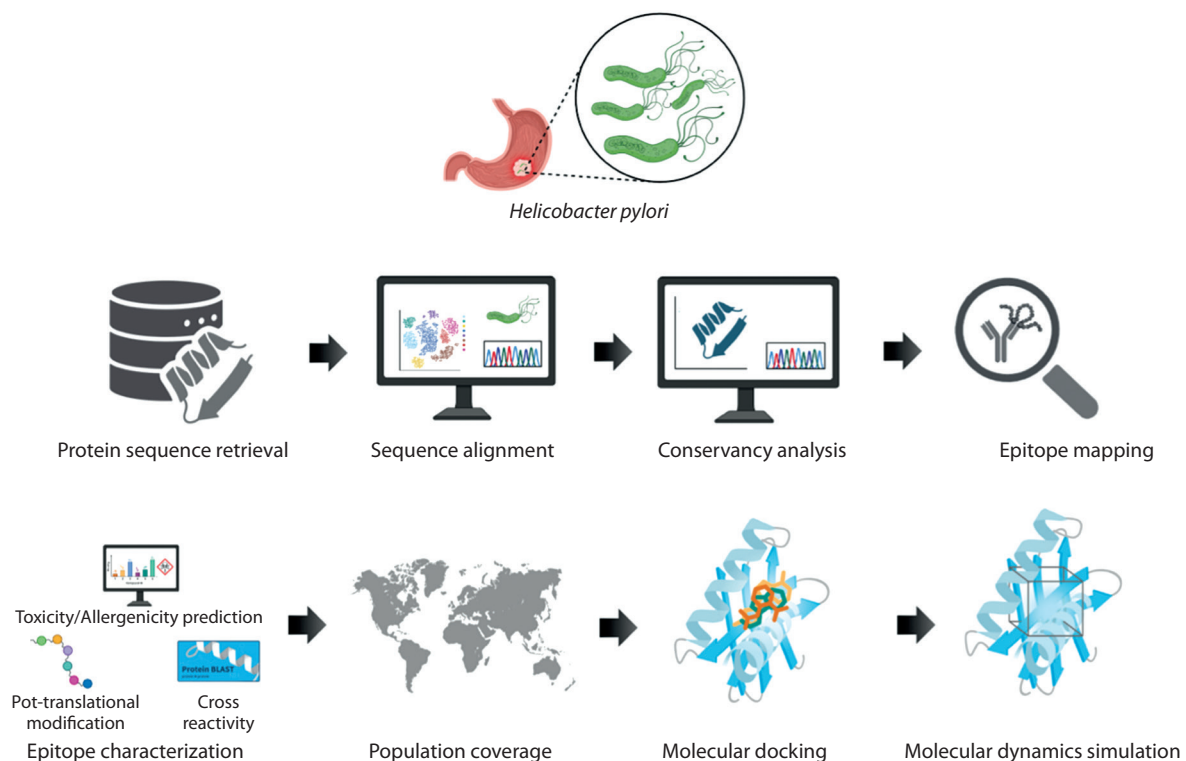 Helicobacter pylori
Protein sequence retrieval
Sequence alignment
Conservancy analysis
Epitope mapping
Toxicity/Allergenicity prediction
Protein BLAST
Pot-translational
modification
Cross
reactivity
Epitope characterization
Population coverage
Molecular docking
Molecular dynamics simulation